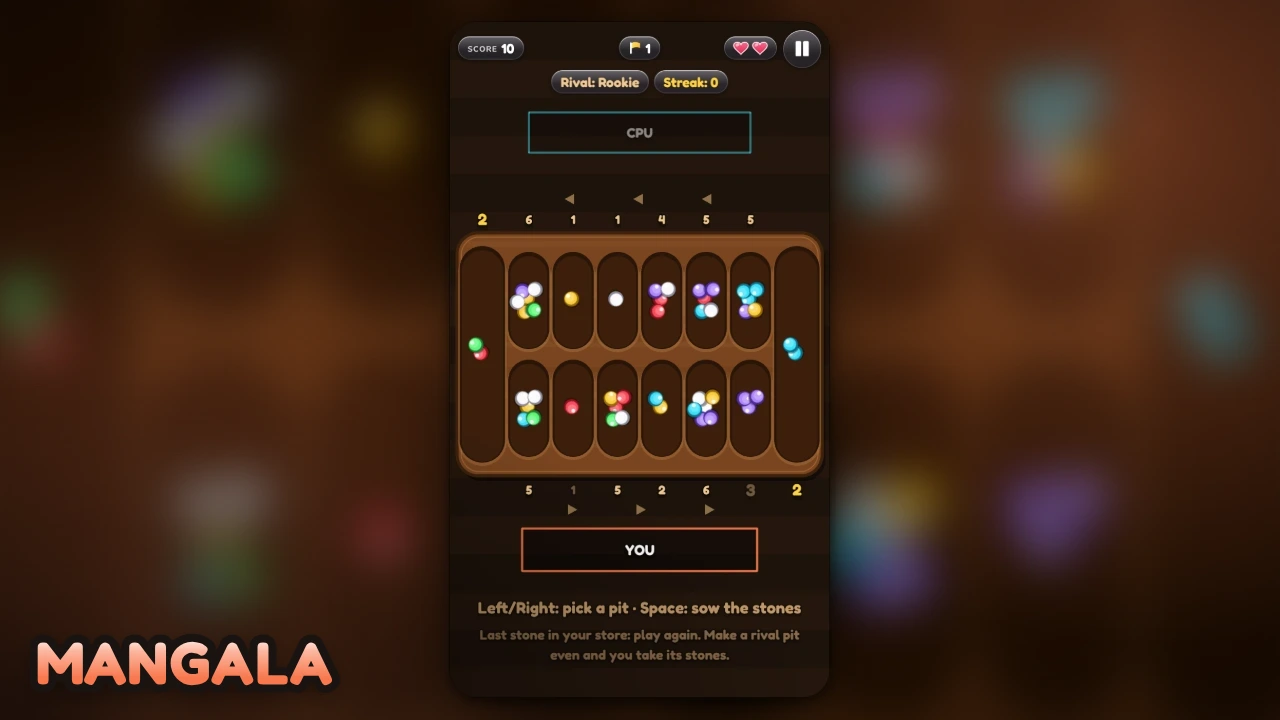 SCORE 10
1
Rival: Rookie
Streak: 0
CPU
2 6 1 1 4 5 5
5 1 5 2 6 3 2
YOU
Left/Right: pick a pit · Space: sow the stones
Last stone in your store: play again. Make a rival pit
even and you take its stones.
MANGALA